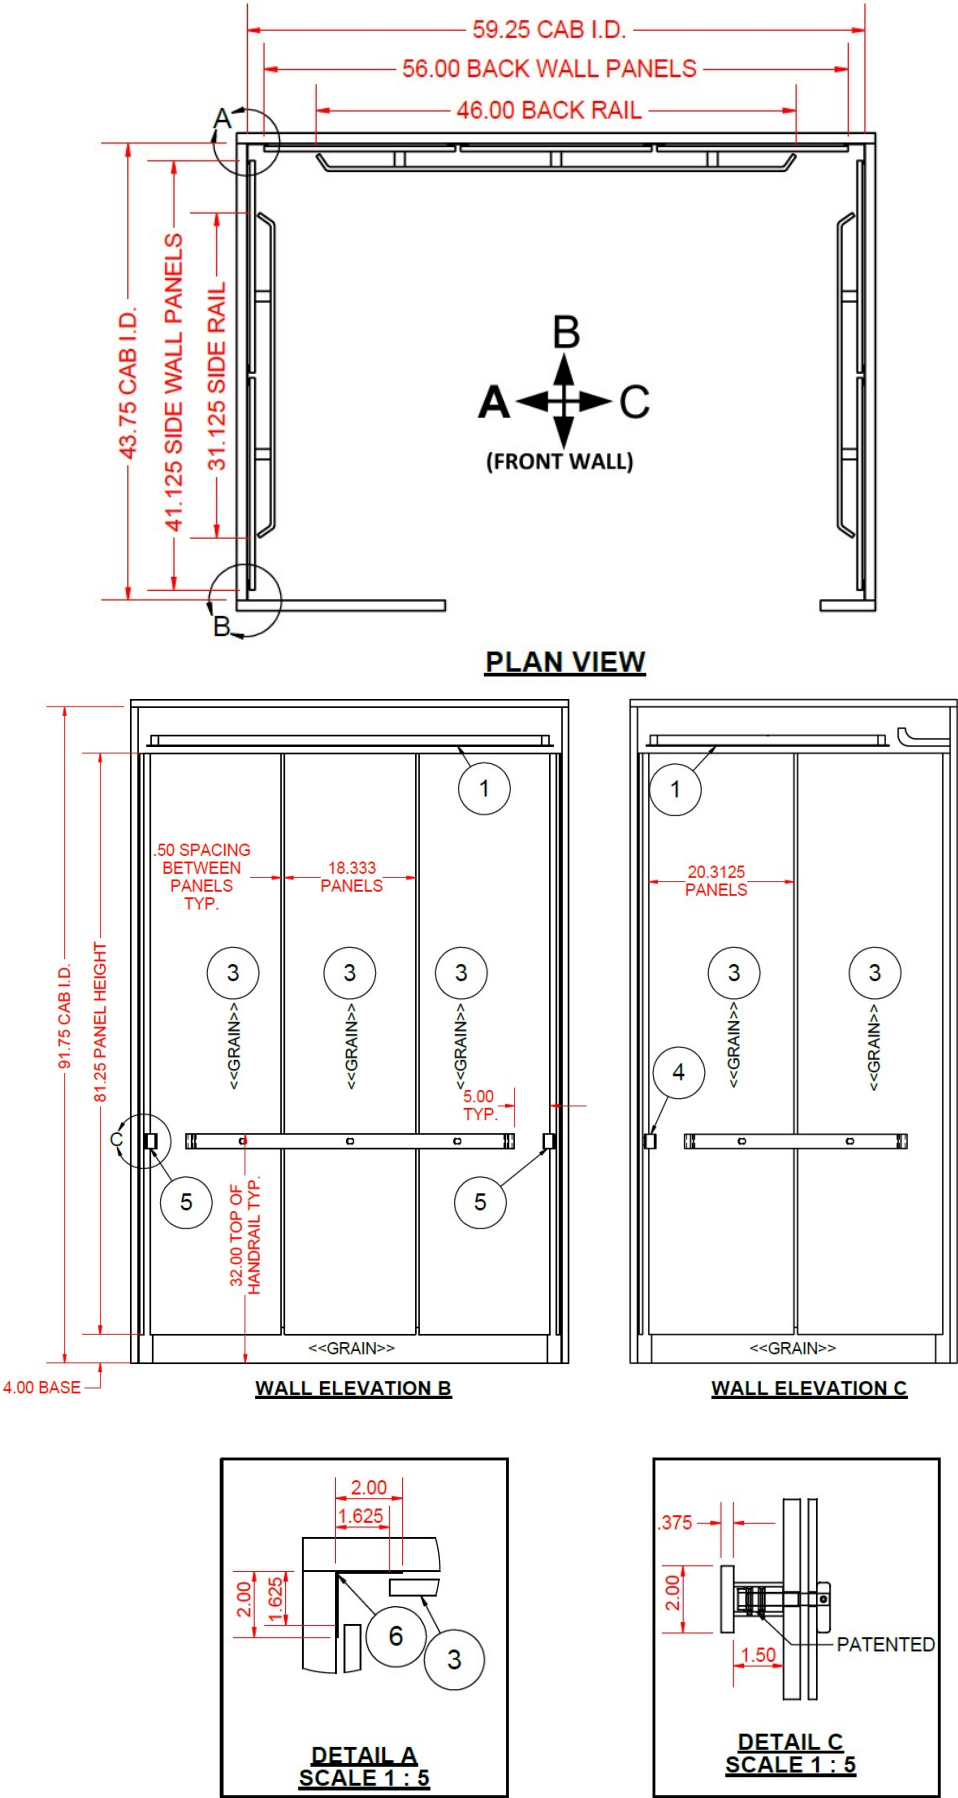 59.25 CAB I.D.
56.00 BACK WALL PANELS
46.00 BACK RAIL
A
43.75 CAB I.D.
41.125 SIDE WALL PANELS
31.125 SIDE RAIL
B
A
C
(FRONT WALL)
B
PLAN VIEW
1
1
.50 SPACING
BETWEEN
PANELS
TYP.
18.333
PANELS
20.3125
PANELS
91.75 CAB I.D.
81.25 PANEL HEIGHT
3
3
3
3
3
<<GRAIN>>
<<GRAIN>>
<<GRAIN>>
<<GRAIN>>
<<GRAIN>>
4
5.00
TYP.
C
5
5
32.00 TOP OF
HANDRAIL TYP.
<<GRAIN>>
<<GRAIN>>
4.00 BASE
WALL ELEVATION B
WALL ELEVATION C
2.00
1.625
2.00
1.625
6
3
DETAIL A
SCALE 1 : 5
.375
2.00
1.50
PATENTED
DETAIL C
SCALE 1 : 5